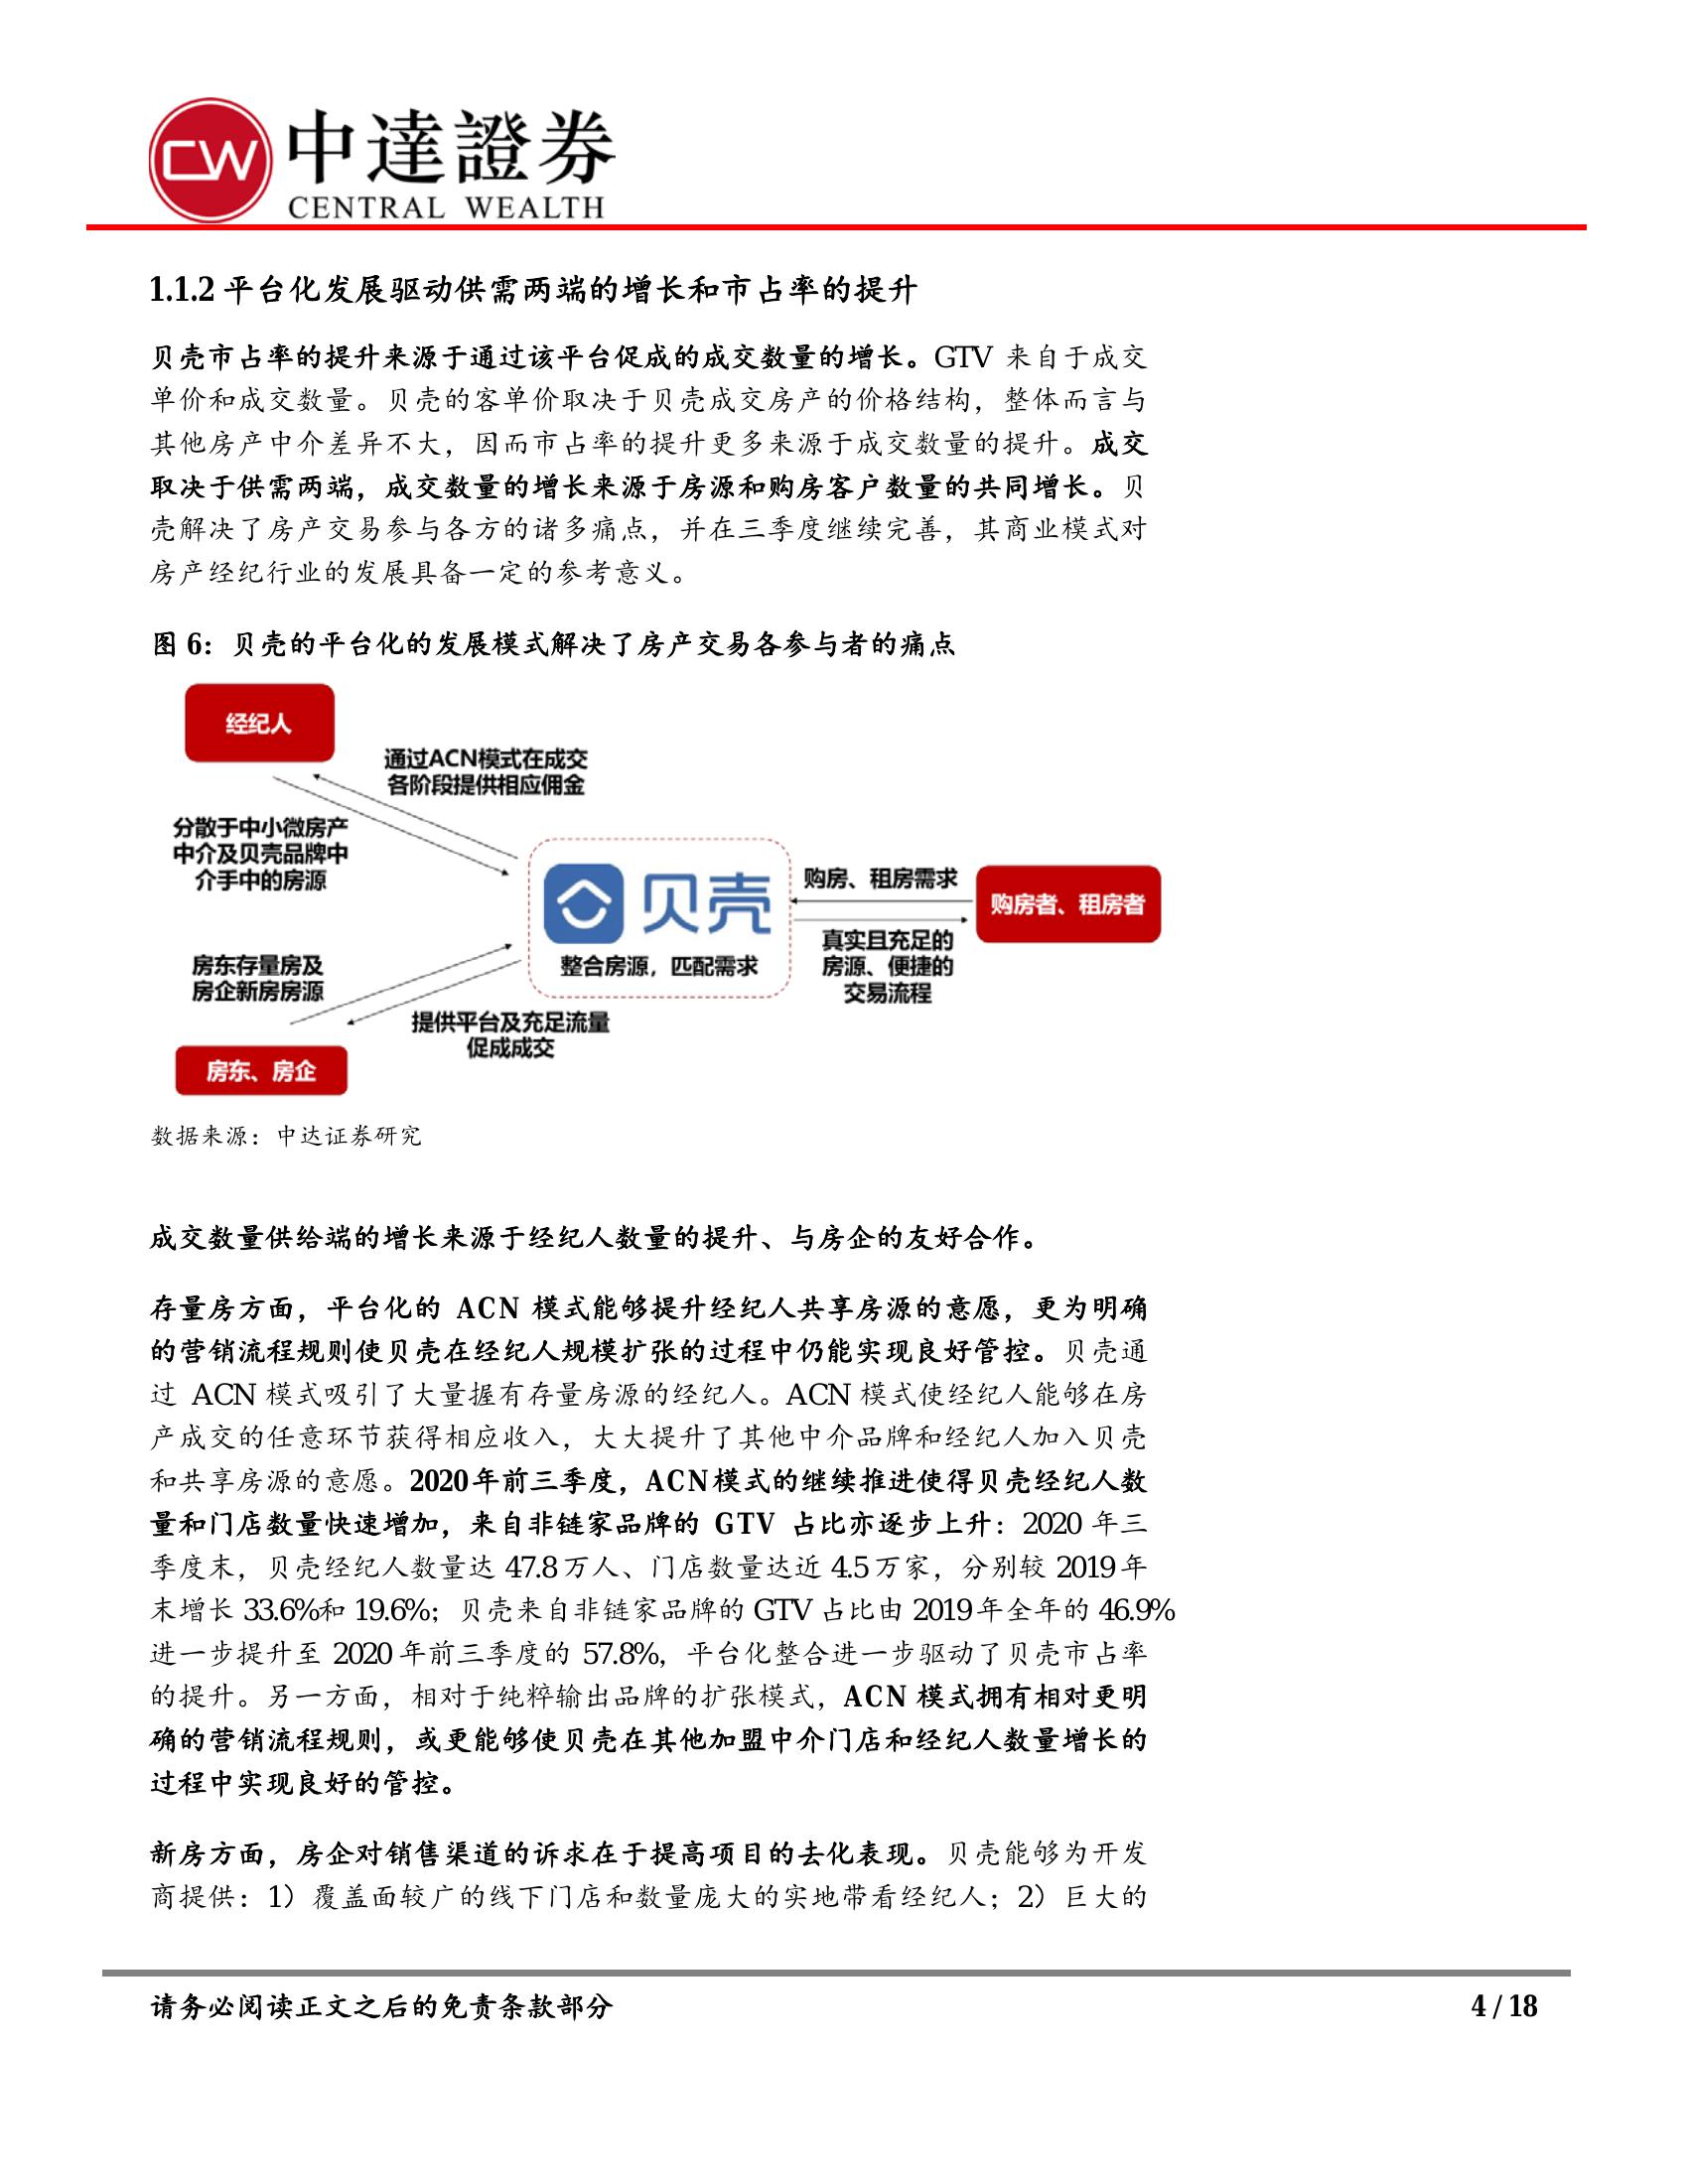 CW 中達證券
CENTRAL WEALTH
1.1.2 平台化发展驱动供需两端的增长和市占率的提升
贝壳市占率的提升来源于通过该平台促成的成交数量的增长。GTV 来自于成交
单价和成交数量。贝壳的客单价取决于贝壳成交房产的价格结构，整体而言与
其他房产中介差异不大，因而市占率的提升更多来源于成交数量的提升。成交
取决于供需两端，成交数量的增长来源于房源和购房客户数量的共同增长。贝
壳解决了房产交易参与各方的诸多痛点，并在三季度继续完善，其商业模式对
房产经纪行业的发展具备一定的参考意义。
图 6：贝壳的平台化的发展模式解决了房产交易各参与者的痛点
经纪人
通过ACN模式在成交
各阶段提供相应佣金
分散于中小微房产
中介及贝壳品牌中
介手中的房源
贝壳
整合房源，匹配需求
购房、租房需求
购房者、租房者
真实且充足的
房源、便捷的
交易流程
房东存量房及
房企新房房源
提供平台及充足流量
促成成交
房东、房企
数据来源：中达证券研究
成交数量供给端的增长来源于经纪人数量的提升、与房企的友好合作。
存量房方面，平台化的 ACN 模式能够提升经纪人共享房源的意愿，更为明确
的营销流程规则使贝壳在经纪人规模扩张的过程中仍能实现良好管控。贝壳通
过 ACN 模式吸引了大量握有存量房源的经纪人。ACN 模式使经纪人能够在房
产成交的任意环节获得相应收入，大大提升了其他中介品牌和经纪人加入贝壳
和共享房源的意愿。2020年前三季度，ACN模式的继续推进使得贝壳经纪人数
量和门店数量快速增加，来自非链家品牌的 GTV 占比亦逐步上升：2020 年三
季度末，贝壳经纪人数量达 47.8万人、门店数量达近 4.5万家，分别较 2019年
末增长 33.6%和 19.6%；贝壳来自非链家品牌的 GTV 占比由 2019年全年的 46.9%
进一步提升至 2020 年前三季度的 57.8%，平台化整合进一步驱动了贝壳市占率
的提升。另一方面，相对于纯粹输出品牌的扩张模式，ACN 模式拥有相对更明
确的营销流程规则，或更能够使贝壳在其他加盟中介门店和经纪人数量增长的
过程中实现良好的管控。
新房方面，房企对销售渠道的诉求在于提高项目的去化表现。贝壳能够为开发
商提供：1）覆盖面较广的线下门店和数量庞大的实地带看经纪人；2）巨大的
请务必阅读正文之后的免责条款部分
4 / 18